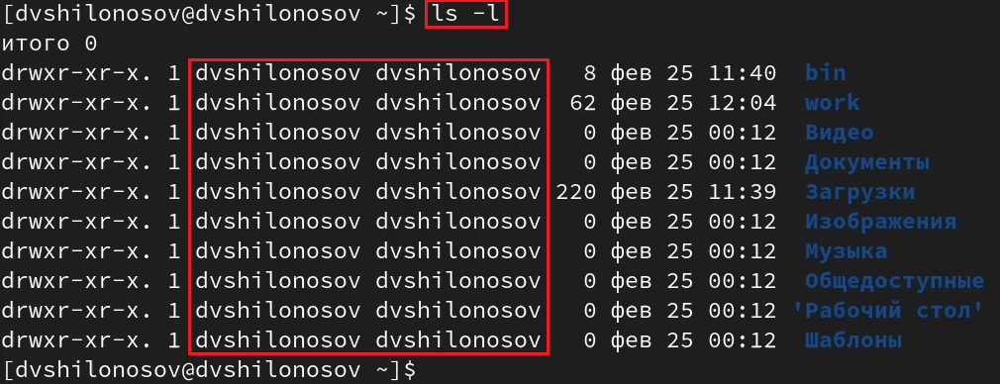 [dvshilonosov@dvshilonosov ~]$ ls -l
итого 0
drwxr-xr-x. 1 dvshilonosov dvshilonosov   8 фев 25 11:40  bin
drwxr-xr-x. 1 dvshilonosov dvshilonosov  62 фев 25 12:04  work
drwxr-xr-x. 1 dvshilonosov dvshilonosov   0 фев 25 00:12  Видео
drwxr-xr-x. 1 dvshilonosov dvshilonosov   0 фев 25 00:12  Документы
drwxr-xr-x. 1 dvshilonosov dvshilonosov 220 фев 25 11:39  Загрузки
drwxr-xr-x. 1 dvshilonosov dvshilonosov   0 фев 25 00:12  Изображения
drwxr-xr-x. 1 dvshilonosov dvshilonosov   0 фев 25 00:12  Музыка
drwxr-xr-x. 1 dvshilonosov dvshilonosov   0 фев 25 00:12  Общедоступные
drwxr-xr-x. 1 dvshilonosov dvshilonosov   0 фев 25 00:12 'Рабочий стол'
drwxr-xr-x. 1 dvshilonosov dvshilonosov   0 фев 25 00:12  Шаблоны
[dvshilonosov@dvshilonosov ~]$